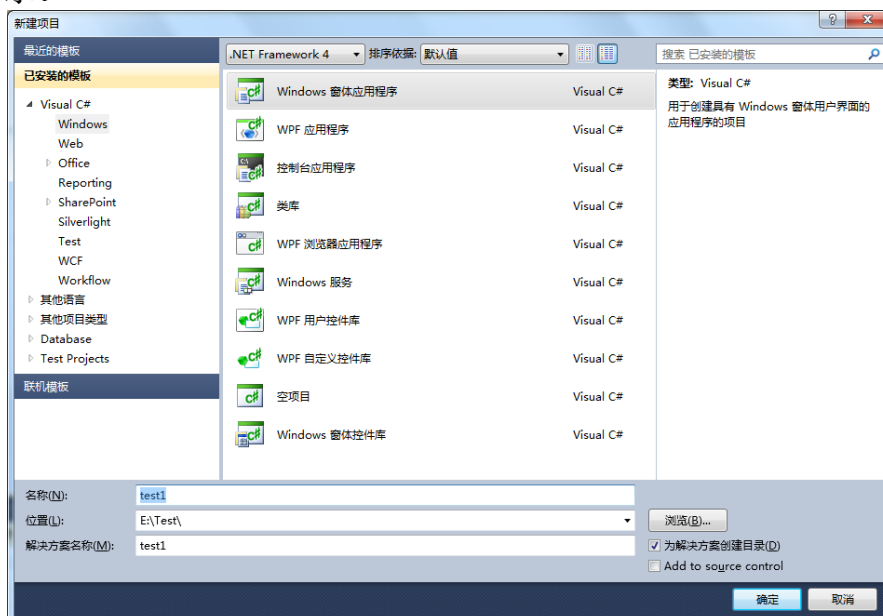 新建项目
最近的模板
已安装的模板
Visual C#
Windows
Web
Office
Reporting
SharePoint
Silverlight
Test
WCF
Workflow
其他语言
其他项目类型
Database
Test Projects
联机模板
.NET Framework 4 排序依据: 默认值
Windows 窗体应用程序 Visual C#
WPF 应用程序 Visual C#
控制台应用程序 Visual C#
类库 Visual C#
WPF 浏览器应用程序 Visual C#
Windows 服务 Visual C#
WPF 用户控件库 Visual C#
WPF 自定义控件库 Visual C#
空项目 Visual C#
Windows 窗体控件库 Visual C#
搜索 已安装的模板
类型: Visual C#
用于创建具有 Windows 窗体用户界面的
应用程序的项目
名称(N): test1
位置(L): E:\Test\ 浏览(B)...
解决方案名称(M): test1 为解决方案创建目录(D)
Add to source control
确定 取消